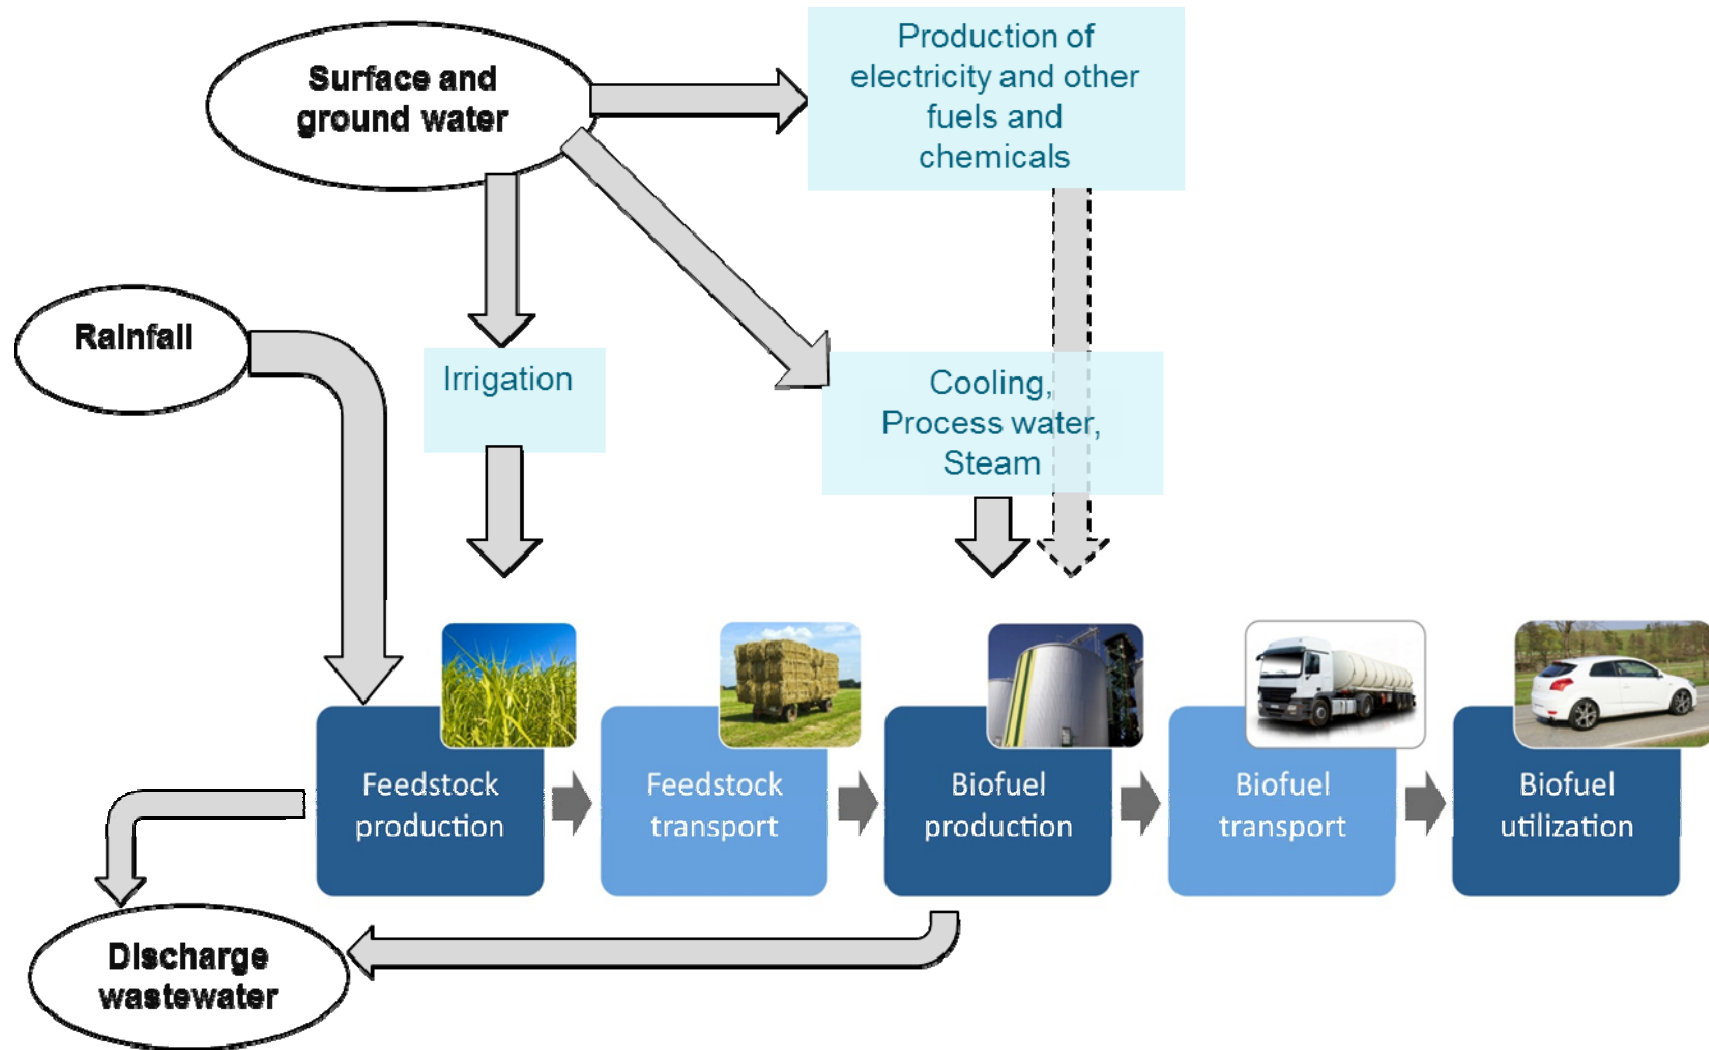 Surface and
ground water
Production of
electricity and other
fuels and
chemicals
Rainfall
Irrigation
Cooling,
Process water,
Steam
Feedstock
production
Feedstock
transport
Biofuel
production
Biofuel
transport
Biofuel
utilization
Discharge
wastewater